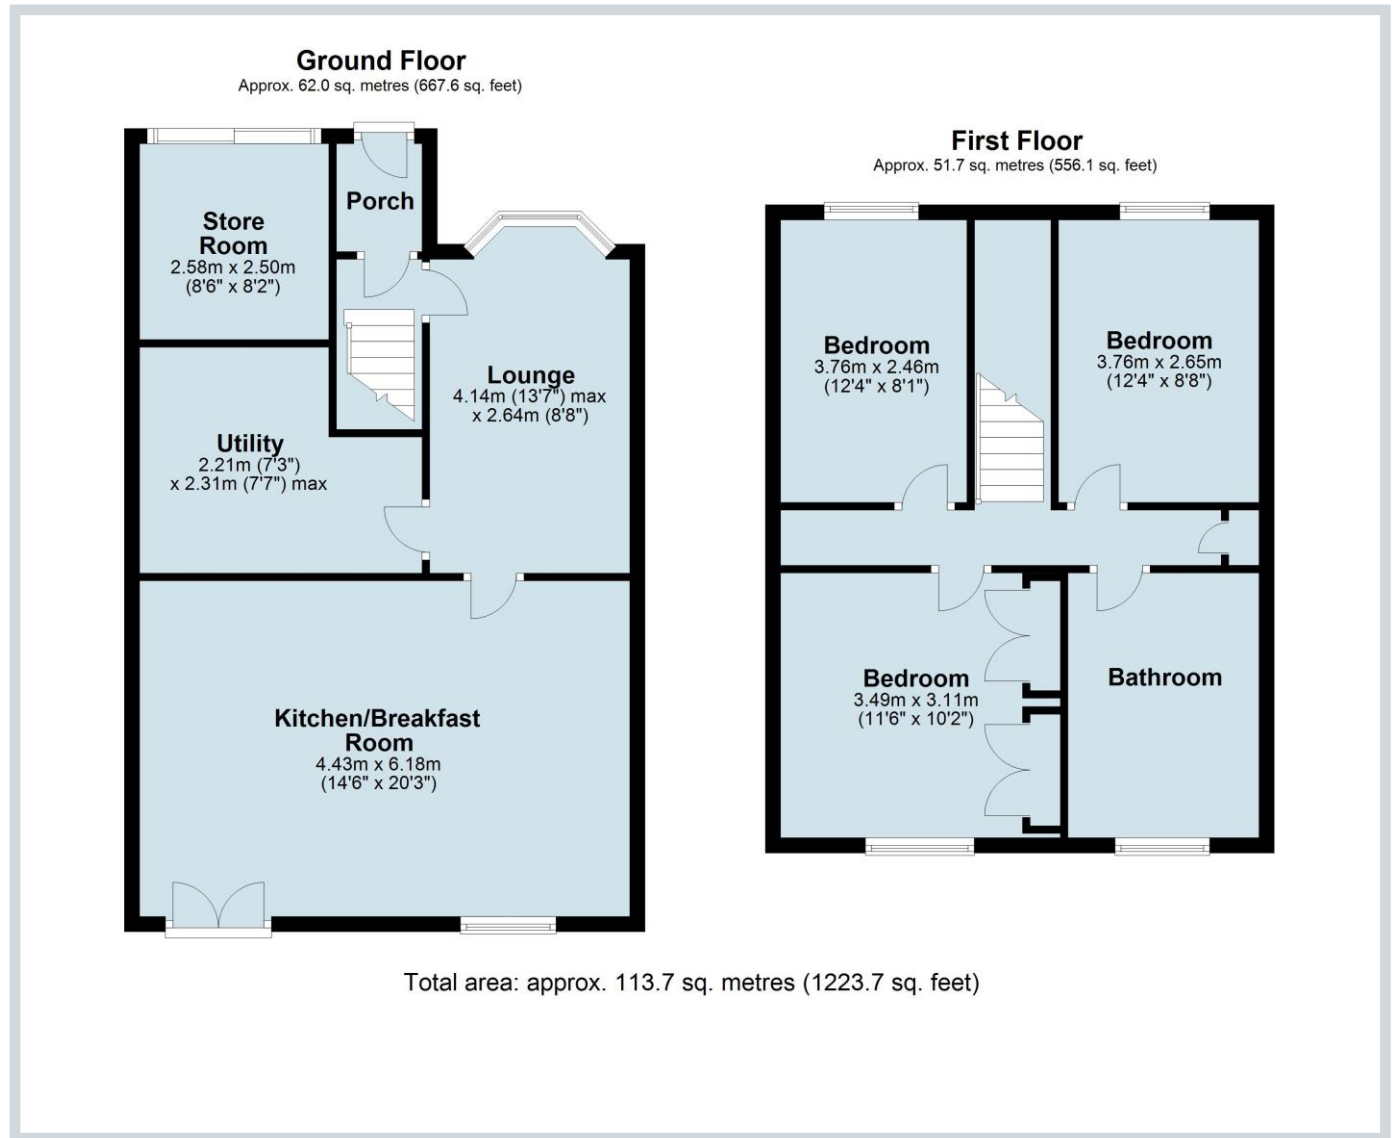 Ground Floor
Approx. 62.0 sq. metres (667.6 sq. feet)
Store
Room
2.58m x 2.50m
(8'6" x 8'2")
Porch
Lounge
4.14m (13'7") max
x 2.64m (8'8")
Utility
2.21m (7'3")
x 2.31m (7'7") max
Kitchen/Breakfast
Room
4.43m x 6.18m
(14'6" x 20'3")
First Floor
Approx. 51.7 sq. metres (556.1 sq. feet)
Bedroom
3.76m x 2.46m
(12'4" x 8'1")
Bedroom
3.76m x 2.65m
(12'4" x 8'8")
Bedroom
3.49m x 3.11m
(11'6" x 10'2")
Bathroom
Total area: approx. 113.7 sq. metres (1223.7 sq. feet)